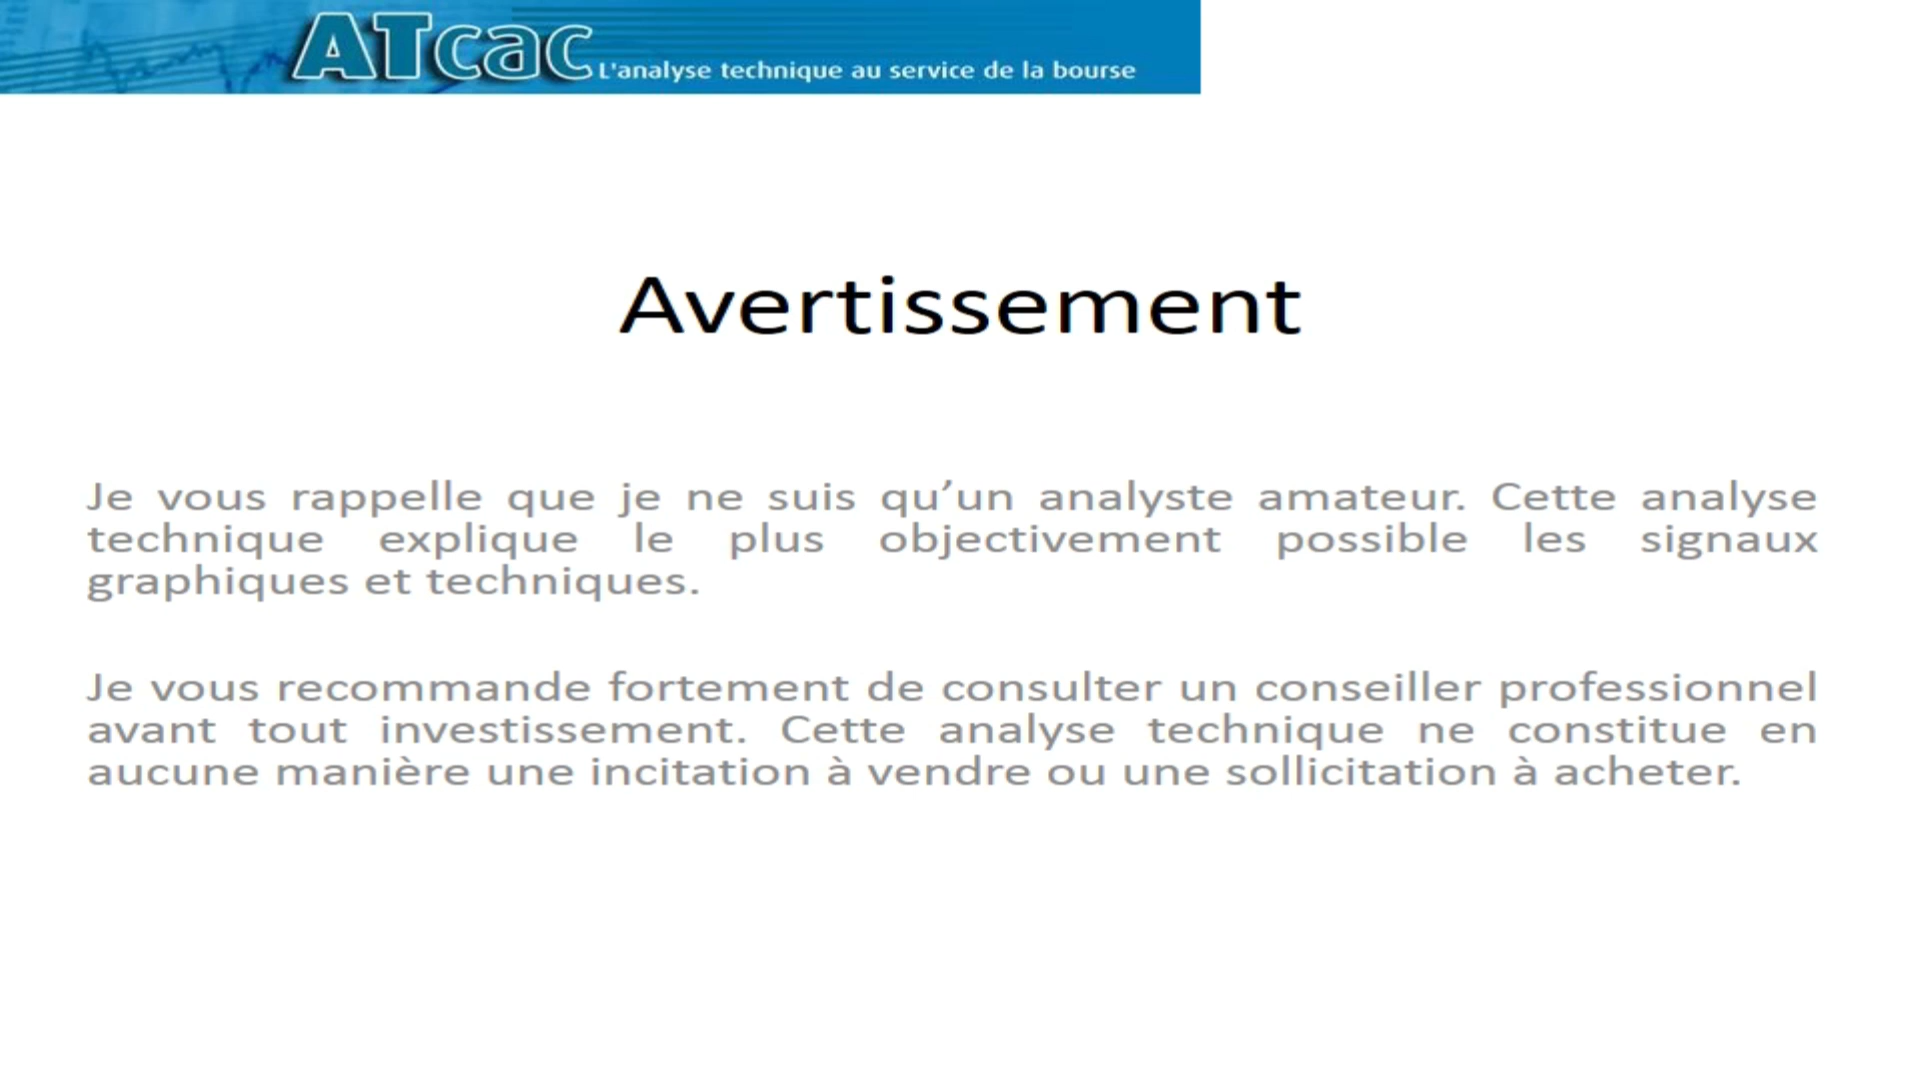 ATcac L'analyse technique au service de la bourse
Avertissement
Je vous rappelle que je ne suis qu’un analyste amateur. Cette analyse
technique explique le plus objectivement possible les signaux
graphiques et techniques.
Je vous recommande fortement de consulter un conseiller professionnel
avant tout investissement. Cette analyse technique ne constitue en
aucune manière une incitation à vendre ou une sollicitation à acheter.